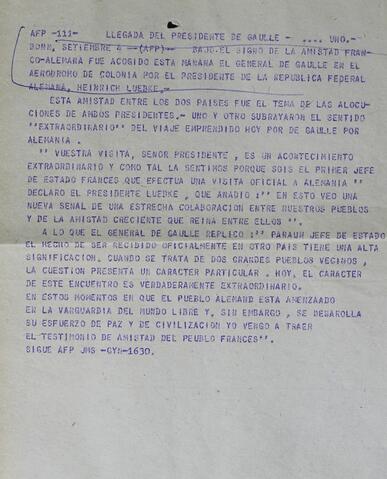 AFP -111-     LLEGADA DEL PRESIDENTE DE GAULLE - .... UNO.
BONN, SETIEMBRE 4 --(AFP)-- BAJO EL SIGNO DE LA AMISTAD FRAN-
CO-ALEMANA FUE ACOGIDO ESTA MAÑANA EL GENERAL DE GAULLE EN EL
AERODROMO DE COLONIA POR EL PRESIDENTE DE LA REPUBLICA FEDERAL
ALEMANA, HEINRICH LUEBKE.-
ESTA AMISTAD ENTRE LOS DOS PAISES FUE EL TEMA DE LAS ALOCU-
CIONES DE AMBOS PRESIDENTES.- UNO Y OTRO SUBRAYARON EL SENTIDO
"EXTRAORDINARIO" DEL VIAJE EMPRENDIDO HOY POR DE GAULLE POR
ALEMANIA .
" VUESTRA VISITA, SEÑOR PRESIDENTE , ES UN ACONTECIMIENTO
EXTRAORDINARIO Y COMO TAL LA SENTIMOS PORQUE SOIS EL PRIMER JEFE
DE ESTADO FRANCES QUE EFECTUA UNA VISITA OFICIAL A ALEMANIA "
DECLARO EL PRESIDENTE LUEBKE , QUE AÑADIO :" EN ESTO VEO UNA
NUEVA SEÑAL DE UNA ESTRECHA COLABORACION ENTRE NUESTROS PUEBLOS
Y DE LA AMISTAD CRECIENTE QUE REINA ENTRE ELLOS ".
A LO QUE EL GENERAL DE GAULLE REPLICO :" PARAUN JEFE DE ESTADO
EL HECHO DE SER RECIBIDO OFICIALMENTE EN OTRO PAIS TIENE UNA ALTA
SIGNIFICACION. CUANDO SE TRATA DE DOS GRANDES PUEBLOS VECINOS ,
LA CUESTION PRESENTA UN CARACTER PARTICULAR . HOY, EL CARACTER
DE ESTE ENCUENTRO ES VERDADERAMENTE EXTRAORDINARIO.
EN ESTOS MOMENTOS EN QUE EL PUEBLO ALEMAND ESTA AMENZAADO
EN LA VANGUARDIA DEL MUNDO LIBRE Y, SIN EMBARGO , SE DESAROLLA
SU ESFUERZO DE PAZ Y DE CIVILIZACION YO VENGO A TRAER
EL TESTIMONIO DE AMISTAD DEL PEUBLO FRANCES".
SIGUE AFP JMS -GYM-1630.